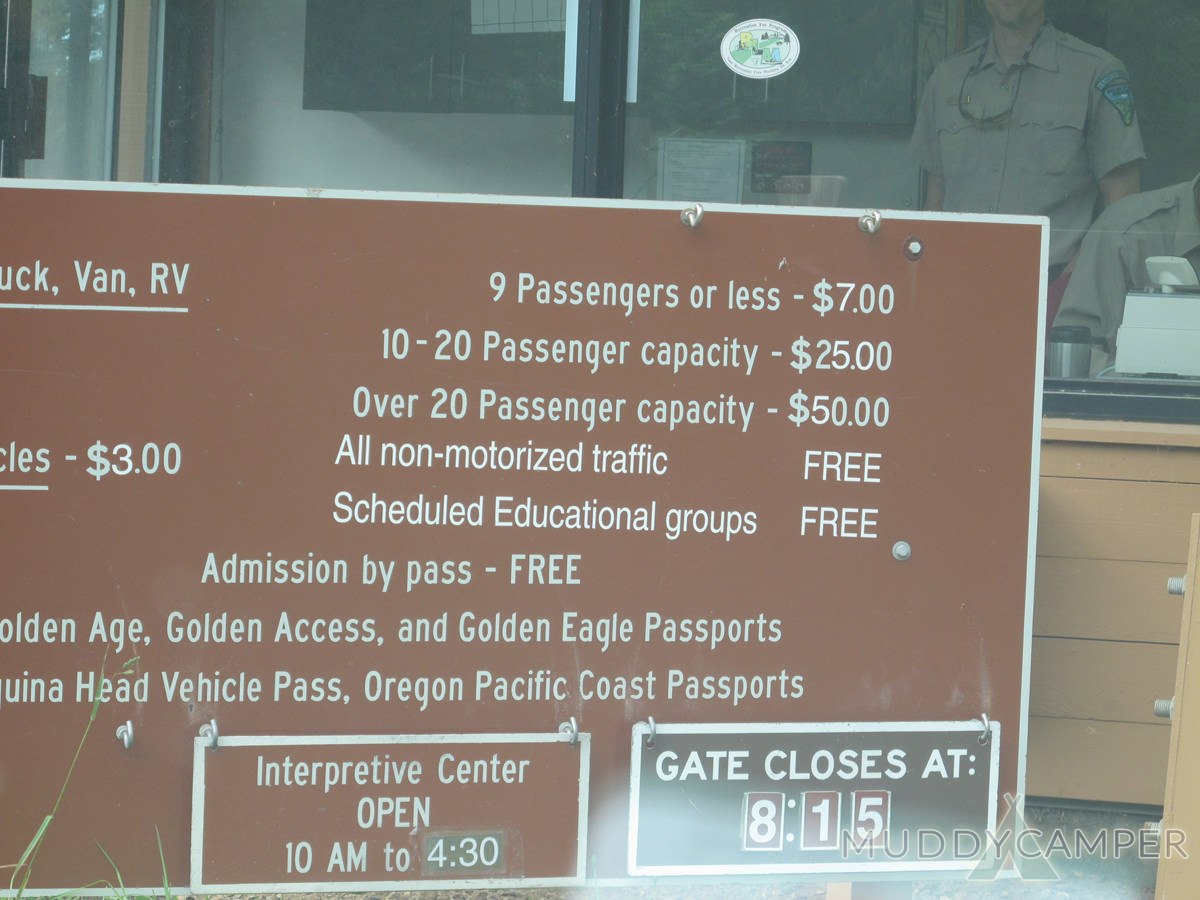 uck, Van, RV
9 Passengers or less - $7.00
10-20 Passenger capacity - $25.00
Over 20 Passenger capacity - $50.00
cles - $3.00
All non-motorized traffic FREE
Scheduled Educational groups FREE
Admission by pass - FREE
olden Age, Golden Access, and Golden Eagle Passports
quina Head Vehicle Pass, Oregon Pacific Coast Passports
Interpretive Center
OPEN
10 AM to 4:30
GATE CLOSES AT:
8:15
MUDDYCAMPER